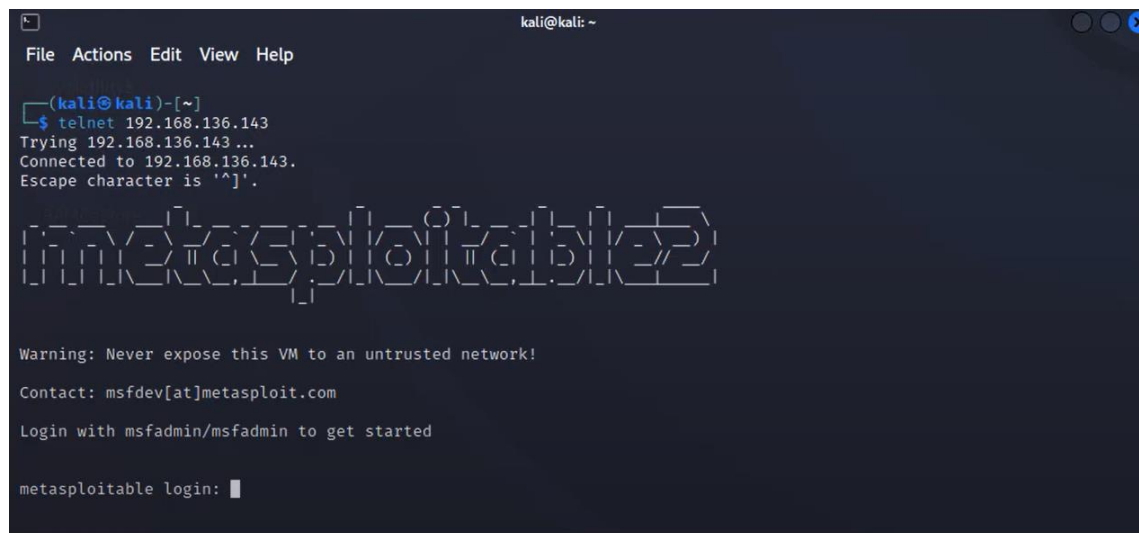 kali@kali: ~
File Actions Edit View Help
(kali㉿kali)-[~]
$ telnet 192.168.136.143
Trying 192.168.136.143 ...
Connected to 192.168.136.143.
Escape character is '^]'.
metasploitable2
Warning: Never expose this VM to an untrusted network!
Contact: msfdev[at]metasploit.com
Login with msfadmin/msfadmin to get started
metasploitable login: